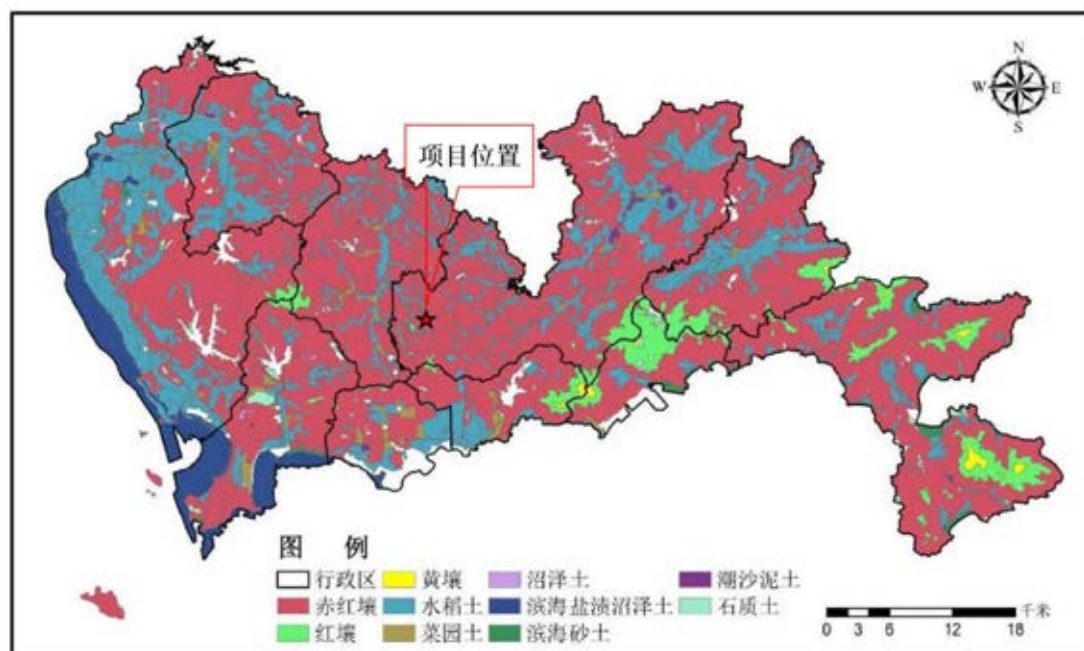 N
W E
S
项目位置
图 例
行政区 黄壤 沼泽土 潮沙泥土
赤红壤 水稻土 滨海盐渍沼泽土 石质土
红壤 菜园土 滨海砂土
千米
0 3 6 12 18